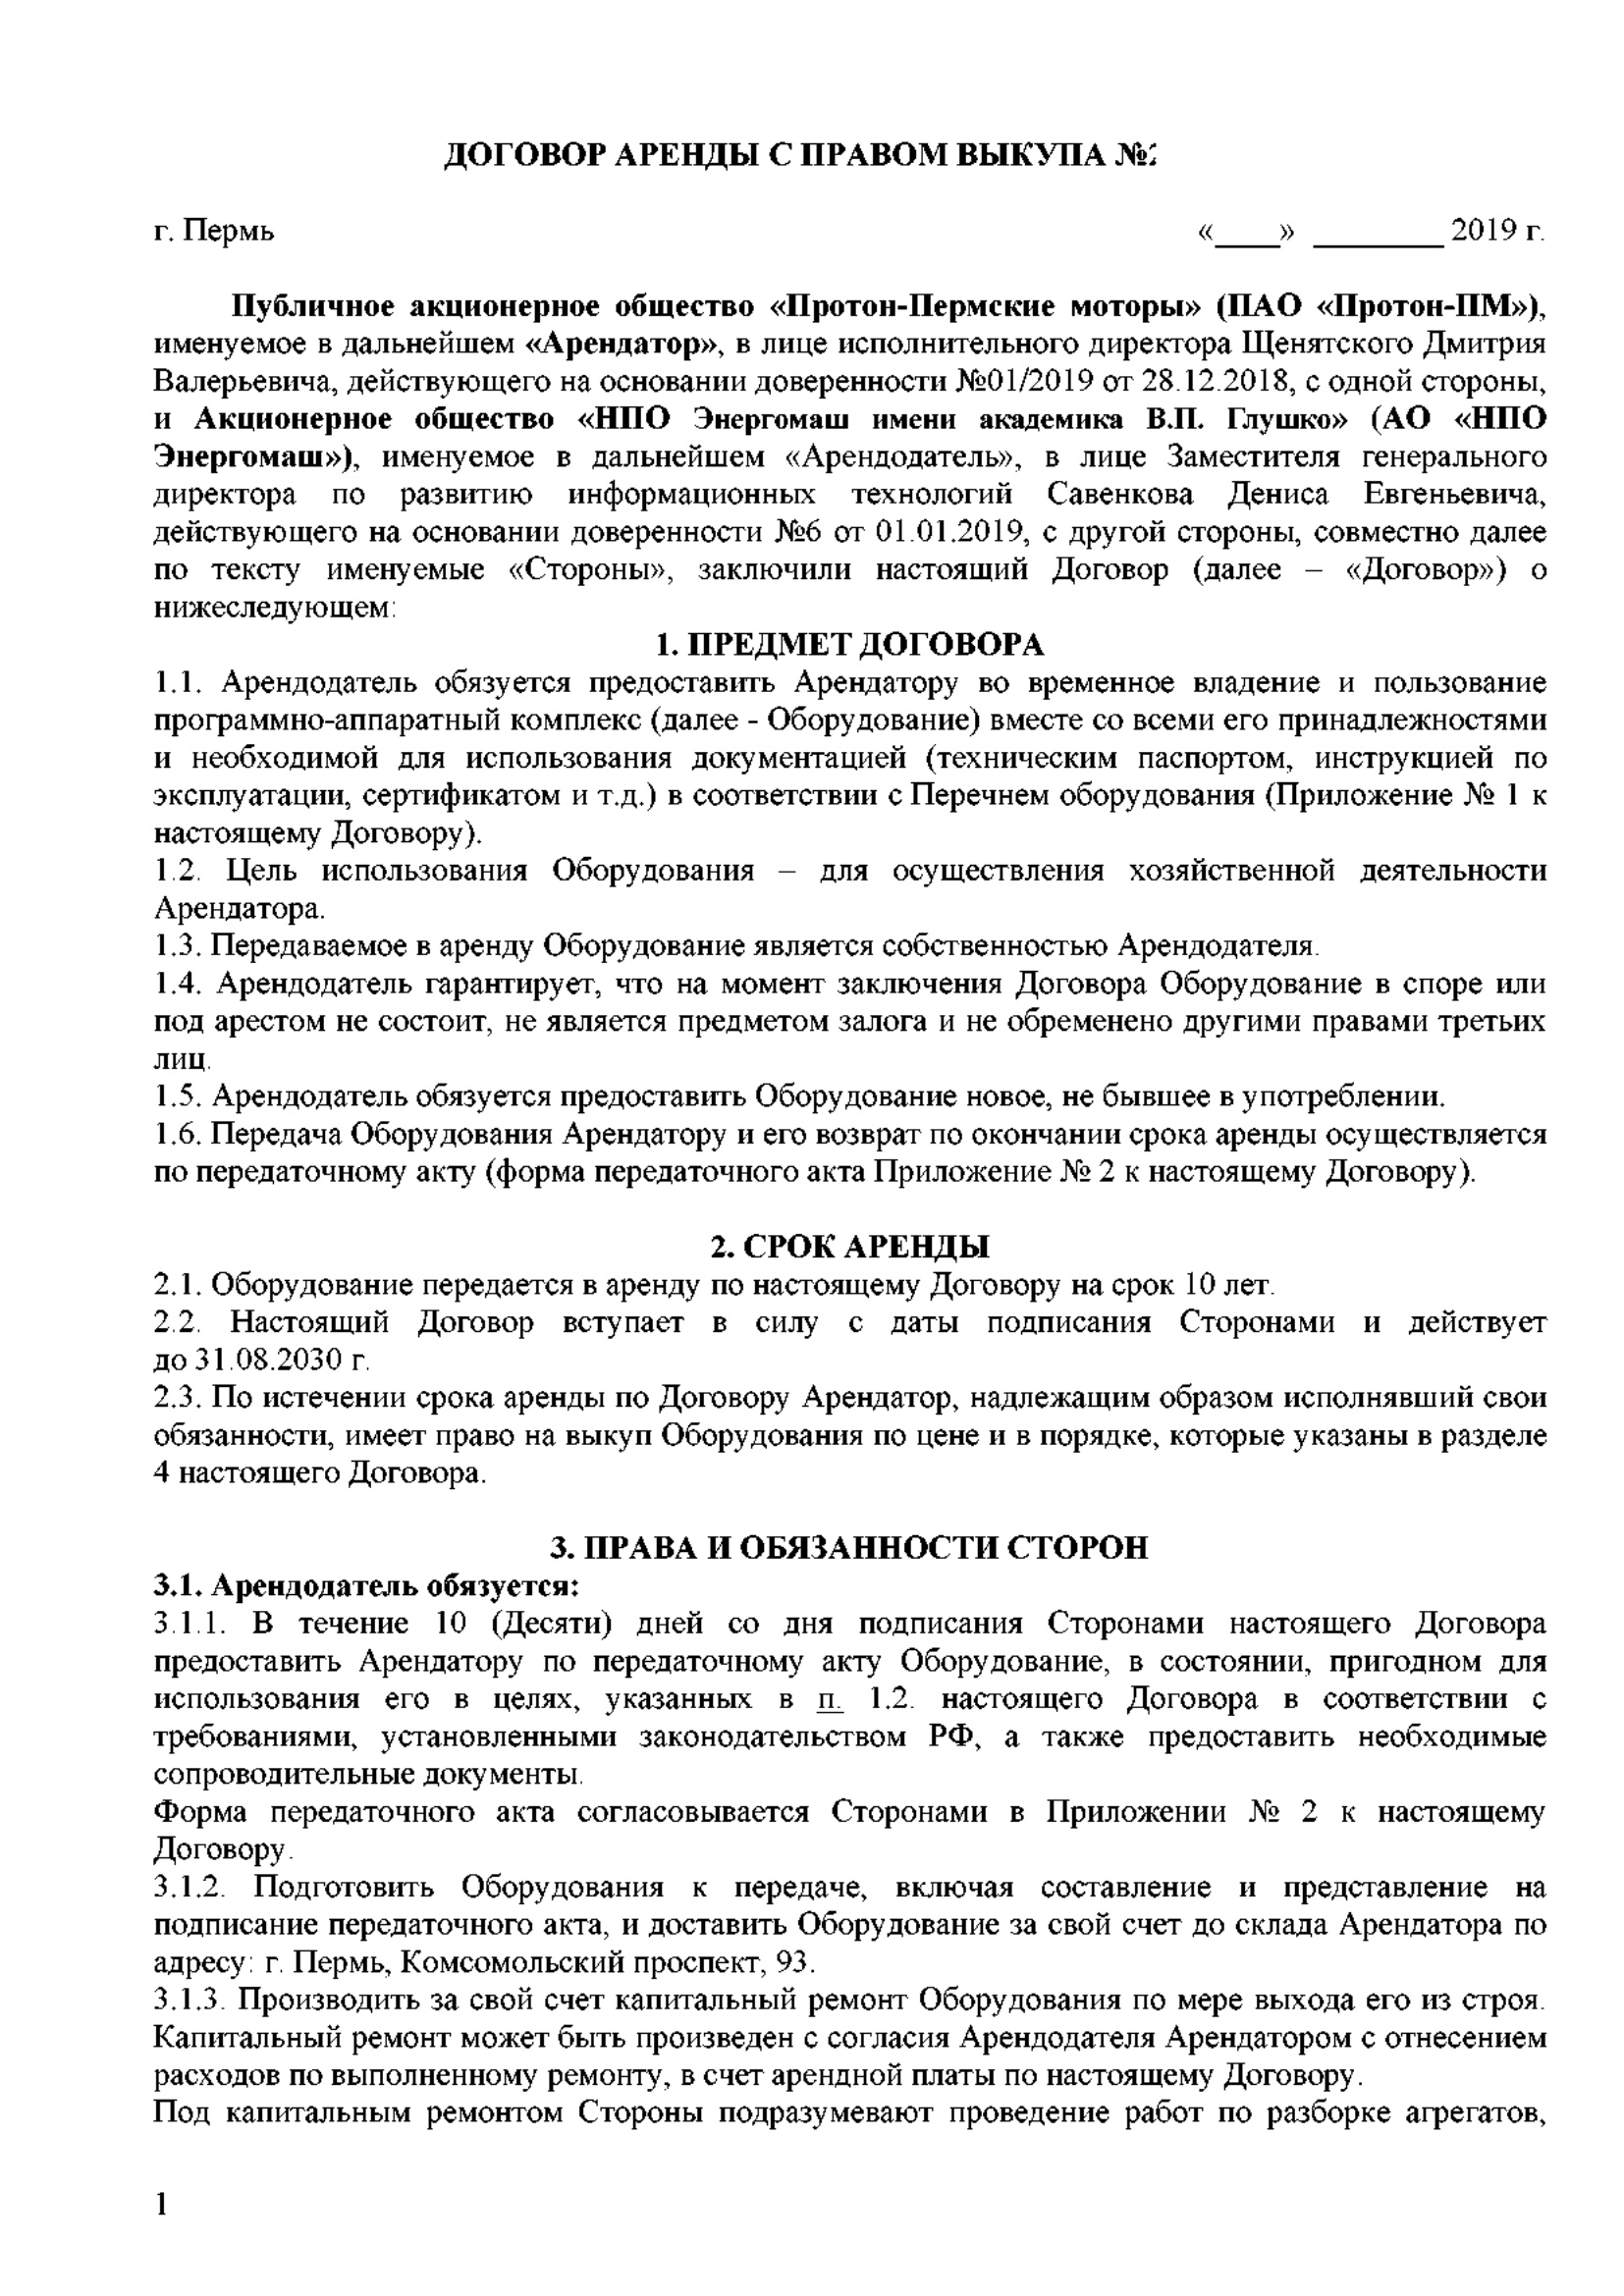 ДОГОВОР АРЕНДЫ С ПРАВОМ ВЫКУПА №
г. Пермь «____» ________ 2019 г.
Публичное акционерное общество «Протон-Пермские моторы» (ПАО «Протон-ПМ»),
именуемое в дальнейшем «Арендатор», в лице исполнительного директора Щенятского Дмитрия
Валерьевича, действующего на основании доверенности №01/2019 от 28.12.2018, с одной стороны,
и Акционерное общество «НПО Энергомаш имени академика В.П. Глушко» (АО «НПО
Энергомаш»), именуемое в дальнейшем «Арендодатель», в лице Заместителя генерального
директора по развитию информационных технологий Савенкова Дениса Евгеньевича,
действующего на основании доверенности №6 от 01.01.2019, с другой стороны, совместно далее
по тексту именуемые «Стороны», заключили настоящий Договор (далее – «Договор») о
нижеследующем:
1. ПРЕДМЕТ ДОГОВОРА
1.1. Арендодатель обязуется предоставить Арендатору во временное владение и пользование
программно-аппаратный комплекс (далее - Оборудование) вместе со всеми его принадлежностями
и необходимой для использования документацией (техническим паспортом, инструкцией по
эксплуатации, сертификатом и т.д.) в соответствии с Перечнем оборудования (Приложение № 1 к
настоящему Договору).
1.2. Цель использования Оборудования – для осуществления хозяйственной деятельности
Арендатора.
1.3. Передаваемое в аренду Оборудование является собственностью Арендодателя.
1.4. Арендодатель гарантирует, что на момент заключения Договора Оборудование в споре или
под арестом не состоит, не является предметом залога и не обременено другими правами третьих
лиц.
1.5. Арендодатель обязуется предоставить Оборудование новое, не бывшее в употреблении.
1.6. Передача Оборудования Арендатору и его возврат по окончании срока аренды осуществляется
по передаточному акту (форма передаточного акта Приложение № 2 к настоящему Договору).
2. СРОК АРЕНДЫ
2.1. Оборудование передается в аренду по настоящему Договору на срок 10 лет.
2.2. Настоящий Договор вступает в силу с даты подписания Сторонами и действует
до 31.08.2030 г.
2.3. По истечении срока аренды по Договору Арендатор, надлежащим образом исполнявший свои
обязанности, имеет право на выкуп Оборудования по цене и в порядке, которые указаны в разделе
4 настоящего Договора.
3. ПРАВА И ОБЯЗАННОСТИ СТОРОН
3.1. Арендодатель обязуется:
3.1.1. В течение 10 (Десяти) дней со дня подписания Сторонами настоящего Договора
предоставить Арендатору по передаточному акту Оборудование, в состоянии, пригодном для
использования его в целях, указанных в п. 1.2. настоящего Договора в соответствии с
требованиями, установленными законодательством РФ, а также предоставить необходимые
сопроводительные документы.
Форма передаточного акта согласовывается Сторонами в Приложении № 2 к настоящему
Договору.
3.1.2. Подготовить Оборудования к передаче, включая составление и представление на
подписание передаточного акта, и доставить Оборудование за свой счет до склада Арендатора по
адресу: г. Пермь, Комсомольский проспект, 93.
3.1.3. Производить за свой счет капитальный ремонт Оборудования по мере выхода его из строя.
Капитальный ремонт может быть произведен с согласия Арендодателя Арендатором с отнесением
расходов по выполненному ремонту, в счет арендной платы по настоящему Договору.
Под капитальным ремонтом Стороны подразумевают проведение работ по разборке агрегатов,
1